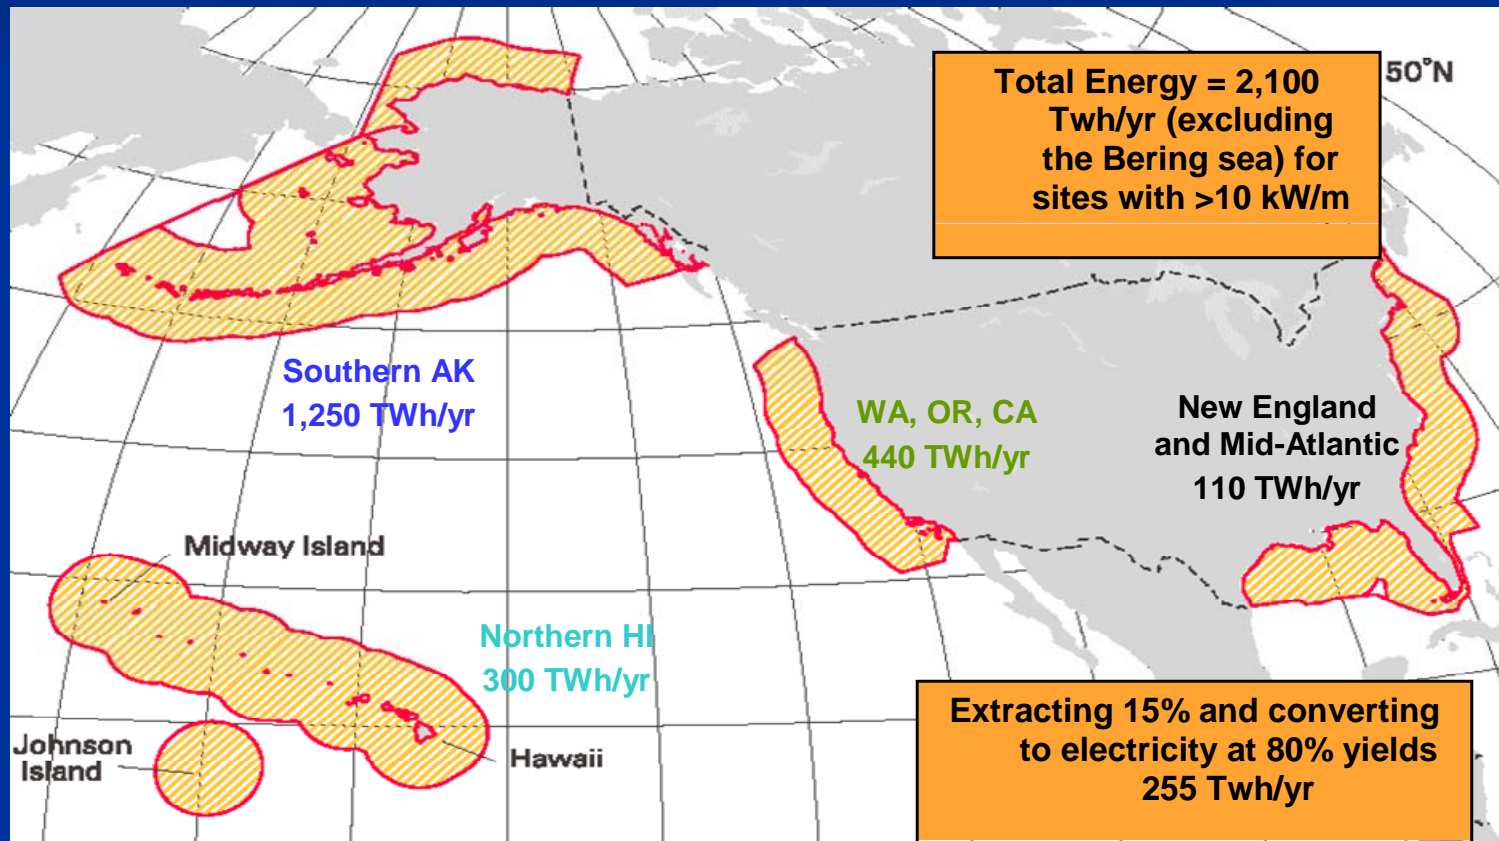 Total Energy = 2,100
Twh/yr (excluding
the Bering sea) for
sites with >10 kW/m
50°N
Southern AK
1,250 TWh/yr
WA, OR, CA
440 TWh/yr
New England
and Mid-Atlantic
110 TWh/yr
Midway Island
Northern HI
300 TWh/yr
Johnson
Island
Hawaii
Extracting 15% and converting
to electricity at 80% yields
255 Twh/yr